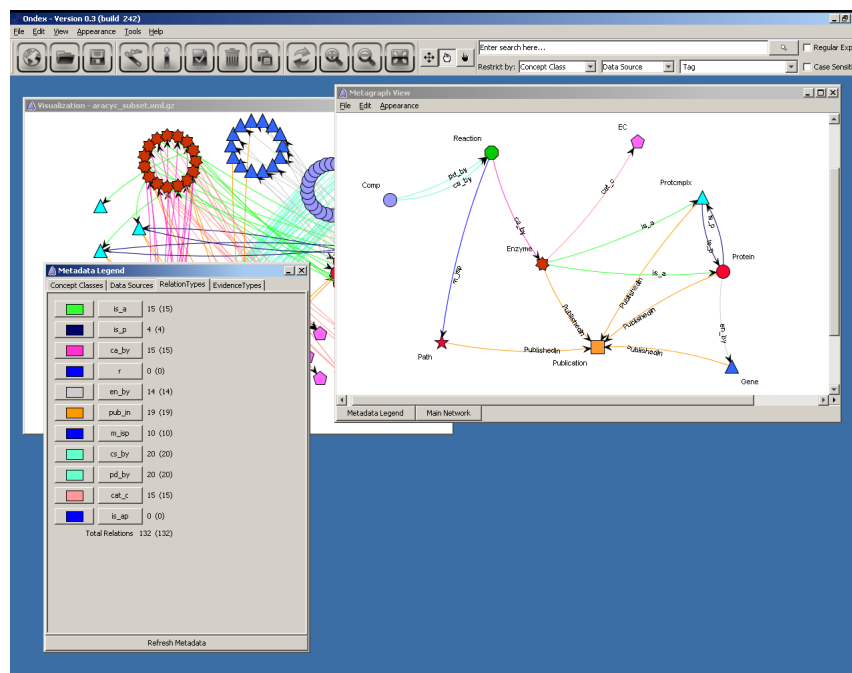 Ondex - Version 0.3 (build 242)
File Edit View Appearance Tools Help
Enter search here...
Regular Exp
Restrict by: Concept Class Data Source Tag
Case Sensiti
Visualization - aracyc_subset.xml.gz
Metagraph View
File Edit Appearance
Reaction
EC
Comp
pd_by
ca_by
cat_c
Protcmplx
is_a
is_p
is_p
ca_by
Enzyme
Protein
is_a
m_isp
PublishedIn
PublishedIn
PublishedIn
en_by
Path
PublishedIn
Publication
PublishedIn
Gene
Metadata Legend Main Network
Metadata Legend
Concept Classes Data Sources RelationTypes EvidenceTypes
is_a 15 (15)
is_p 4 (4)
ca_by 15 (15)
r 0 (0)
en_by 14 (14)
pub_in 19 (19)
m_isp 10 (10)
cs_by 20 (20)
pd_by 20 (20)
cat_c 15 (15)
is_ap 0 (0)
Total Relations 132 (132)
Refresh Metadata